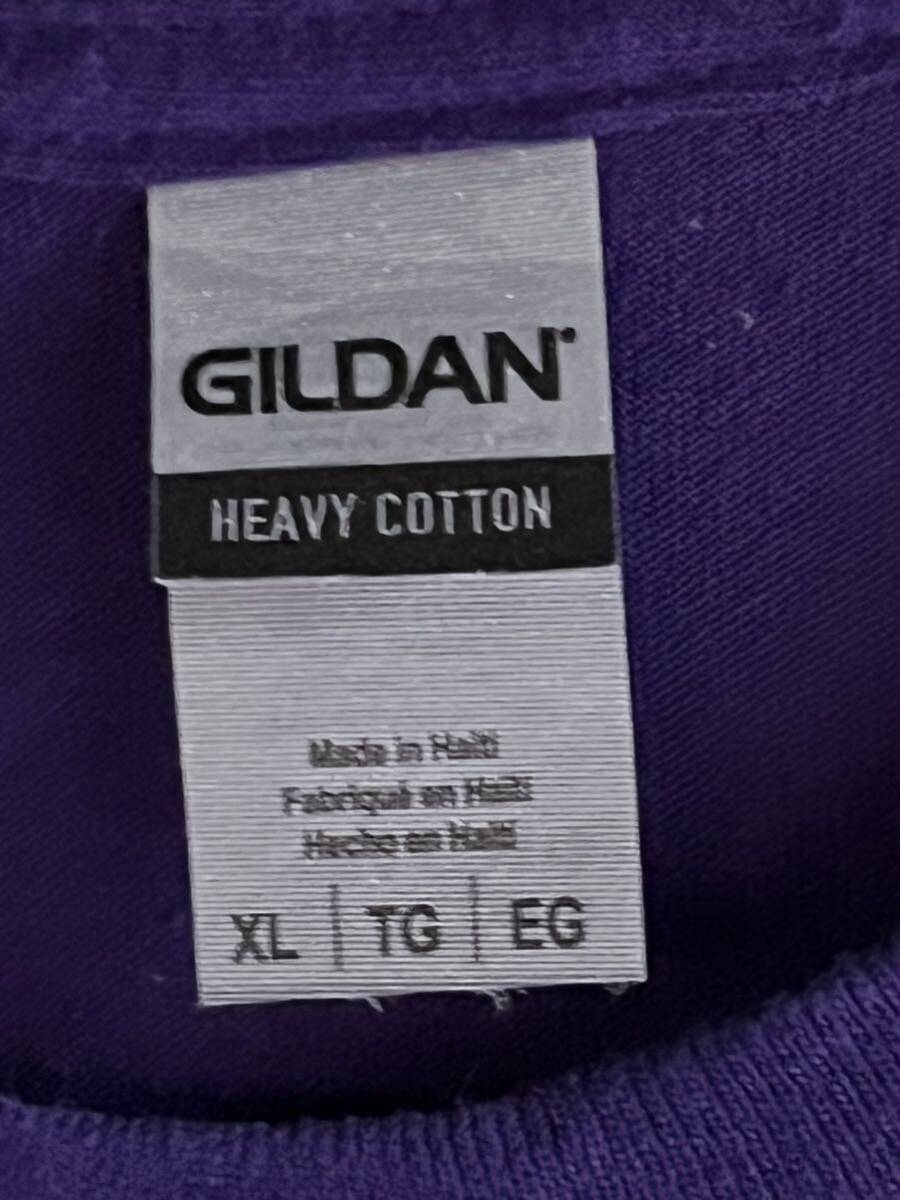 GILDAN
HEAVY COTTON
Made in Haiti
Fabriqué en Haïti
Hecho en Haití
XL | TG | EG